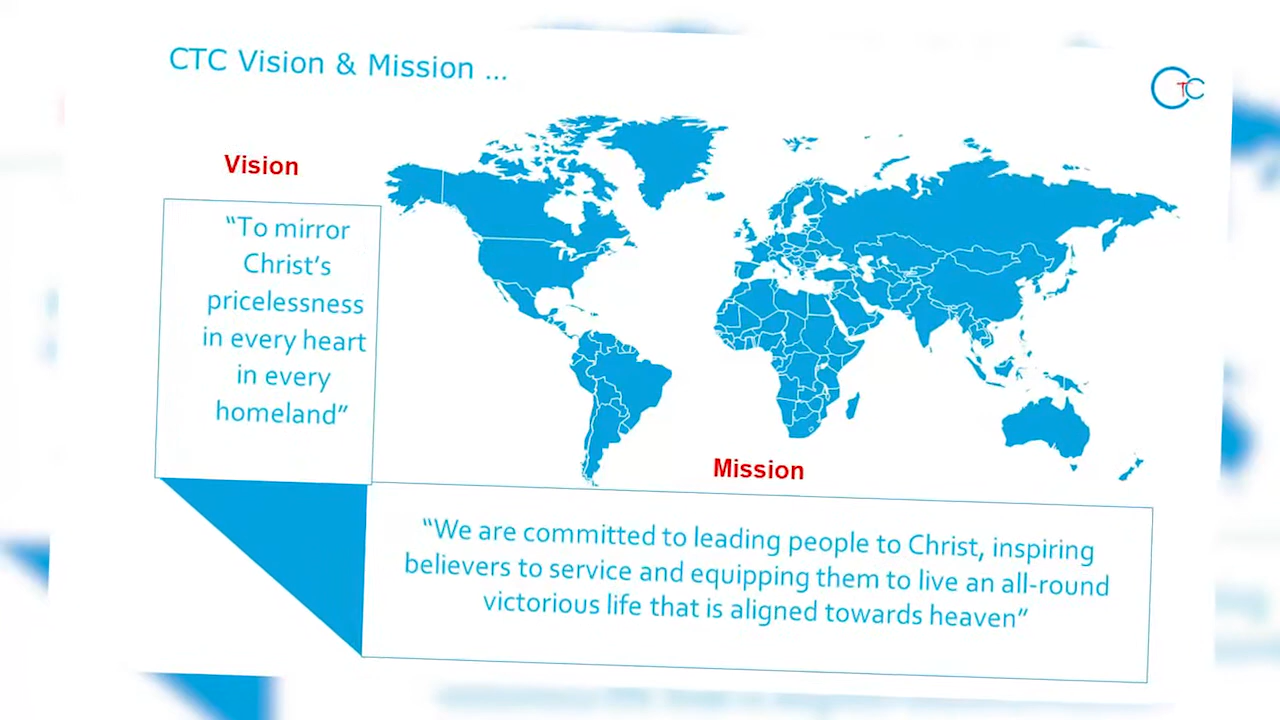 CTC Vision & Mission ...
CTC
Vision
“To mirror
Christ’s
pricelessness
in every heart
in every
homeland”
Mission
“We are committed to leading people to Christ, inspiring
believers to service and equipping them to live an all-round
victorious life that is aligned towards heaven”